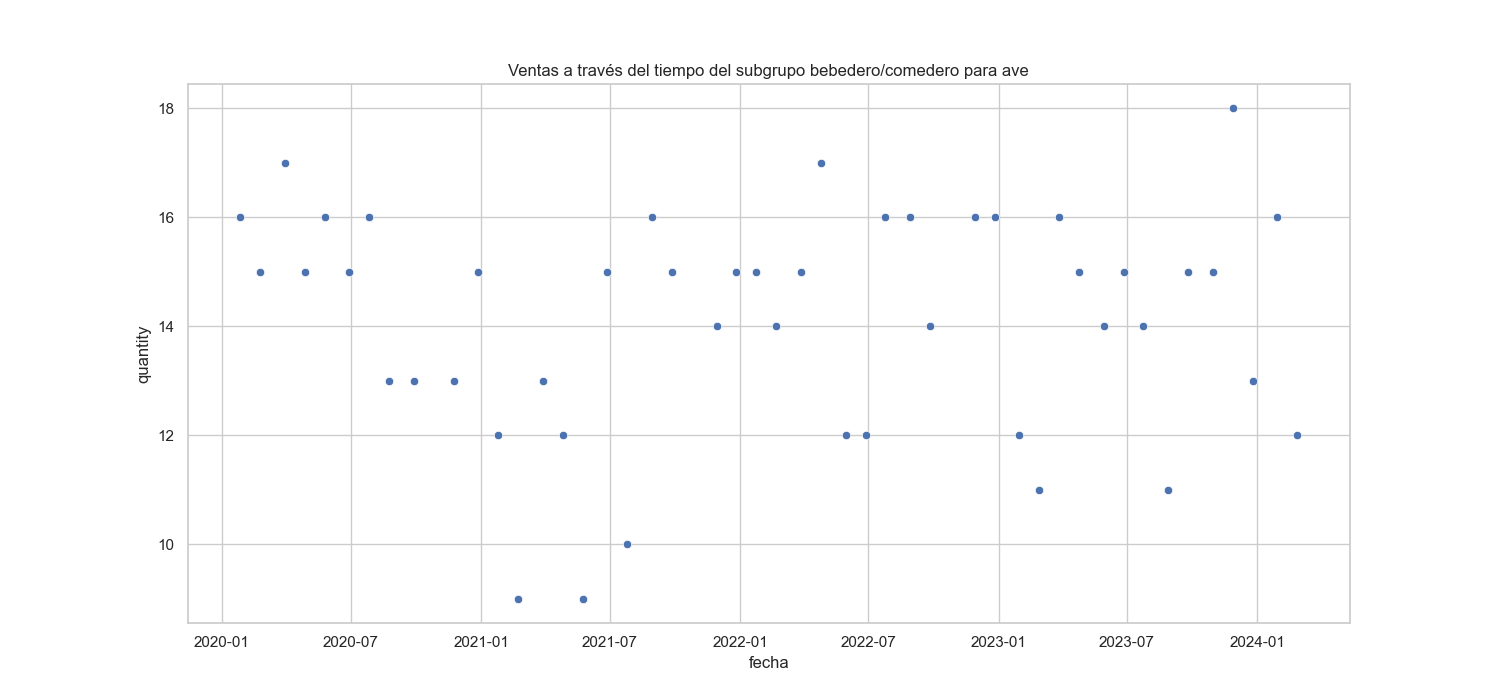 Ventas a través del tiempo del subgrupo bebedero/comedero para ave
18
16
14
12
10
quantity
2020-01 2020-07 2021-01 2021-07 2022-01 2022-07 2023-01 2023-07 2024-01
fecha